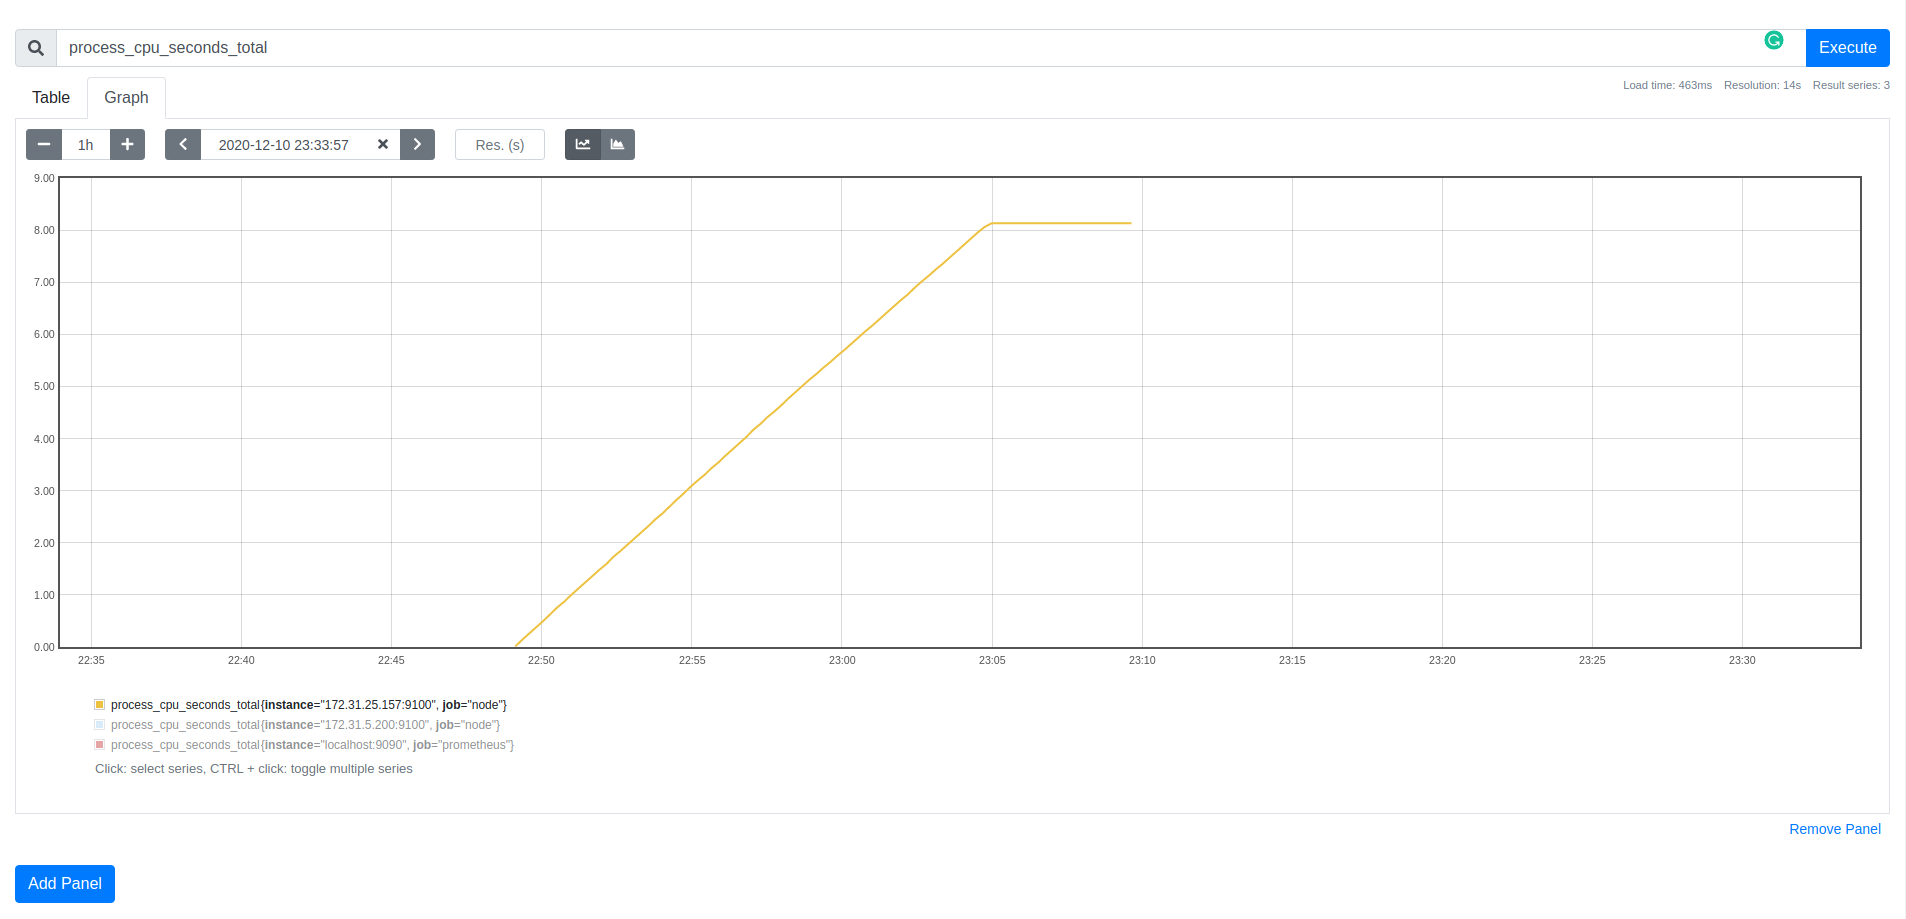 process_cpu_seconds_total
Execute
Table
Graph
Load time: 463ms Resolution: 14s Result series: 3
1h
2020-12-10 23:33:57
Res. (s)
9.00
8.00
7.00
6.00
5.00
4.00
3.00
2.00
1.00
0.00
22:35 22:40 22:45 22:50 22:55 23:00 23:05 23:10 23:15 23:20 23:25 23:30
process_cpu_seconds_total{instance="172.31.25.157:9100", job="node"}
process_cpu_seconds_total{instance="172.31.5.200:9100", job="node"}
process_cpu_seconds_total{instance="localhost:9090", job="prometheus"}
Click: select series, CTRL + click: toggle multiple series
Remove Panel
Add Panel